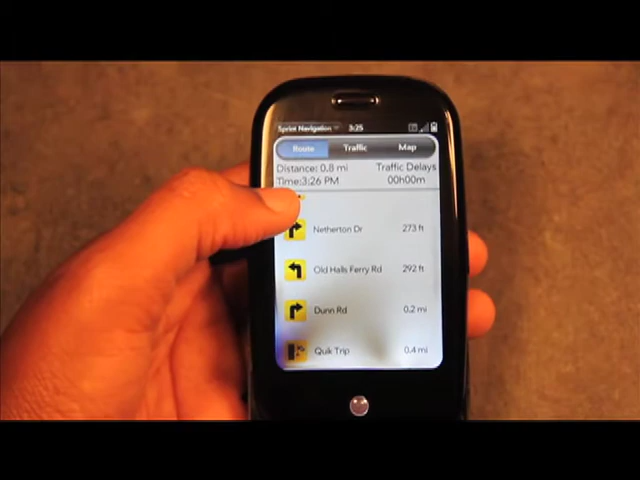 Sprint Navigation 3:25
Route Traffic Map
Distance: 0.8 mi Traffic Delays
Time:3:26 PM 00h00m
Netherton Dr 273 ft
Old Halls Ferry Rd 292 ft
Dunn Rd 0.2 mi
Quik Trip 0.4 mi